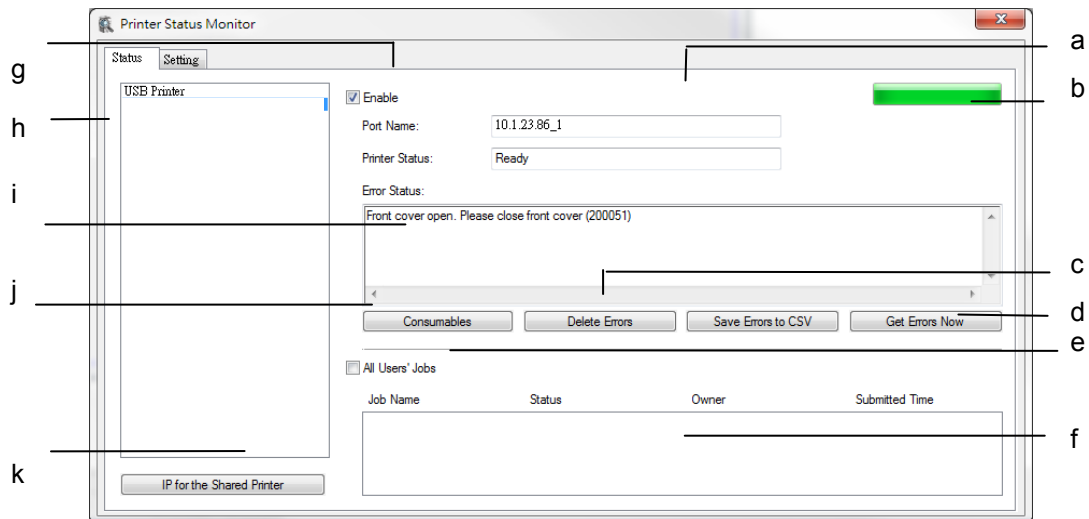 Printer Status Monitor
x
Status
Setting
USB Printer
Enable
Port Name: 10.1.23.86_1
Printer Status: Ready
Error Status:
Front cover open. Please close front cover (200051)
Consumables Delete Errors Save Errors to CSV Get Errors Now
All Users' Jobs
Job Name Status Owner Submitted Time
IP for the Shared Printer
g
h
i
j
k
a
b
c
d
e
f